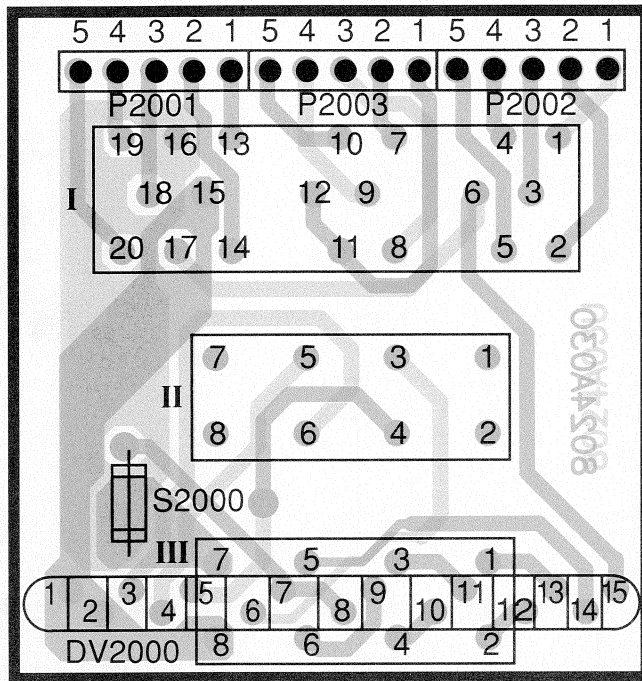 5 4 3 2 1 5 4 3 2 1 5 4 3 2 1
P2001 P2003 P2002
19 16 13 10 7 4 1
I 18 15 12 9 6 3
20 17 14 11 8 5 2
7 5 3 1
II
8 6 4 2
S2000
III 7 5 3 1
1 2 3 4 5 6 7 8 9 10 11 12 13 14 15
DV2000 8 6 4 2